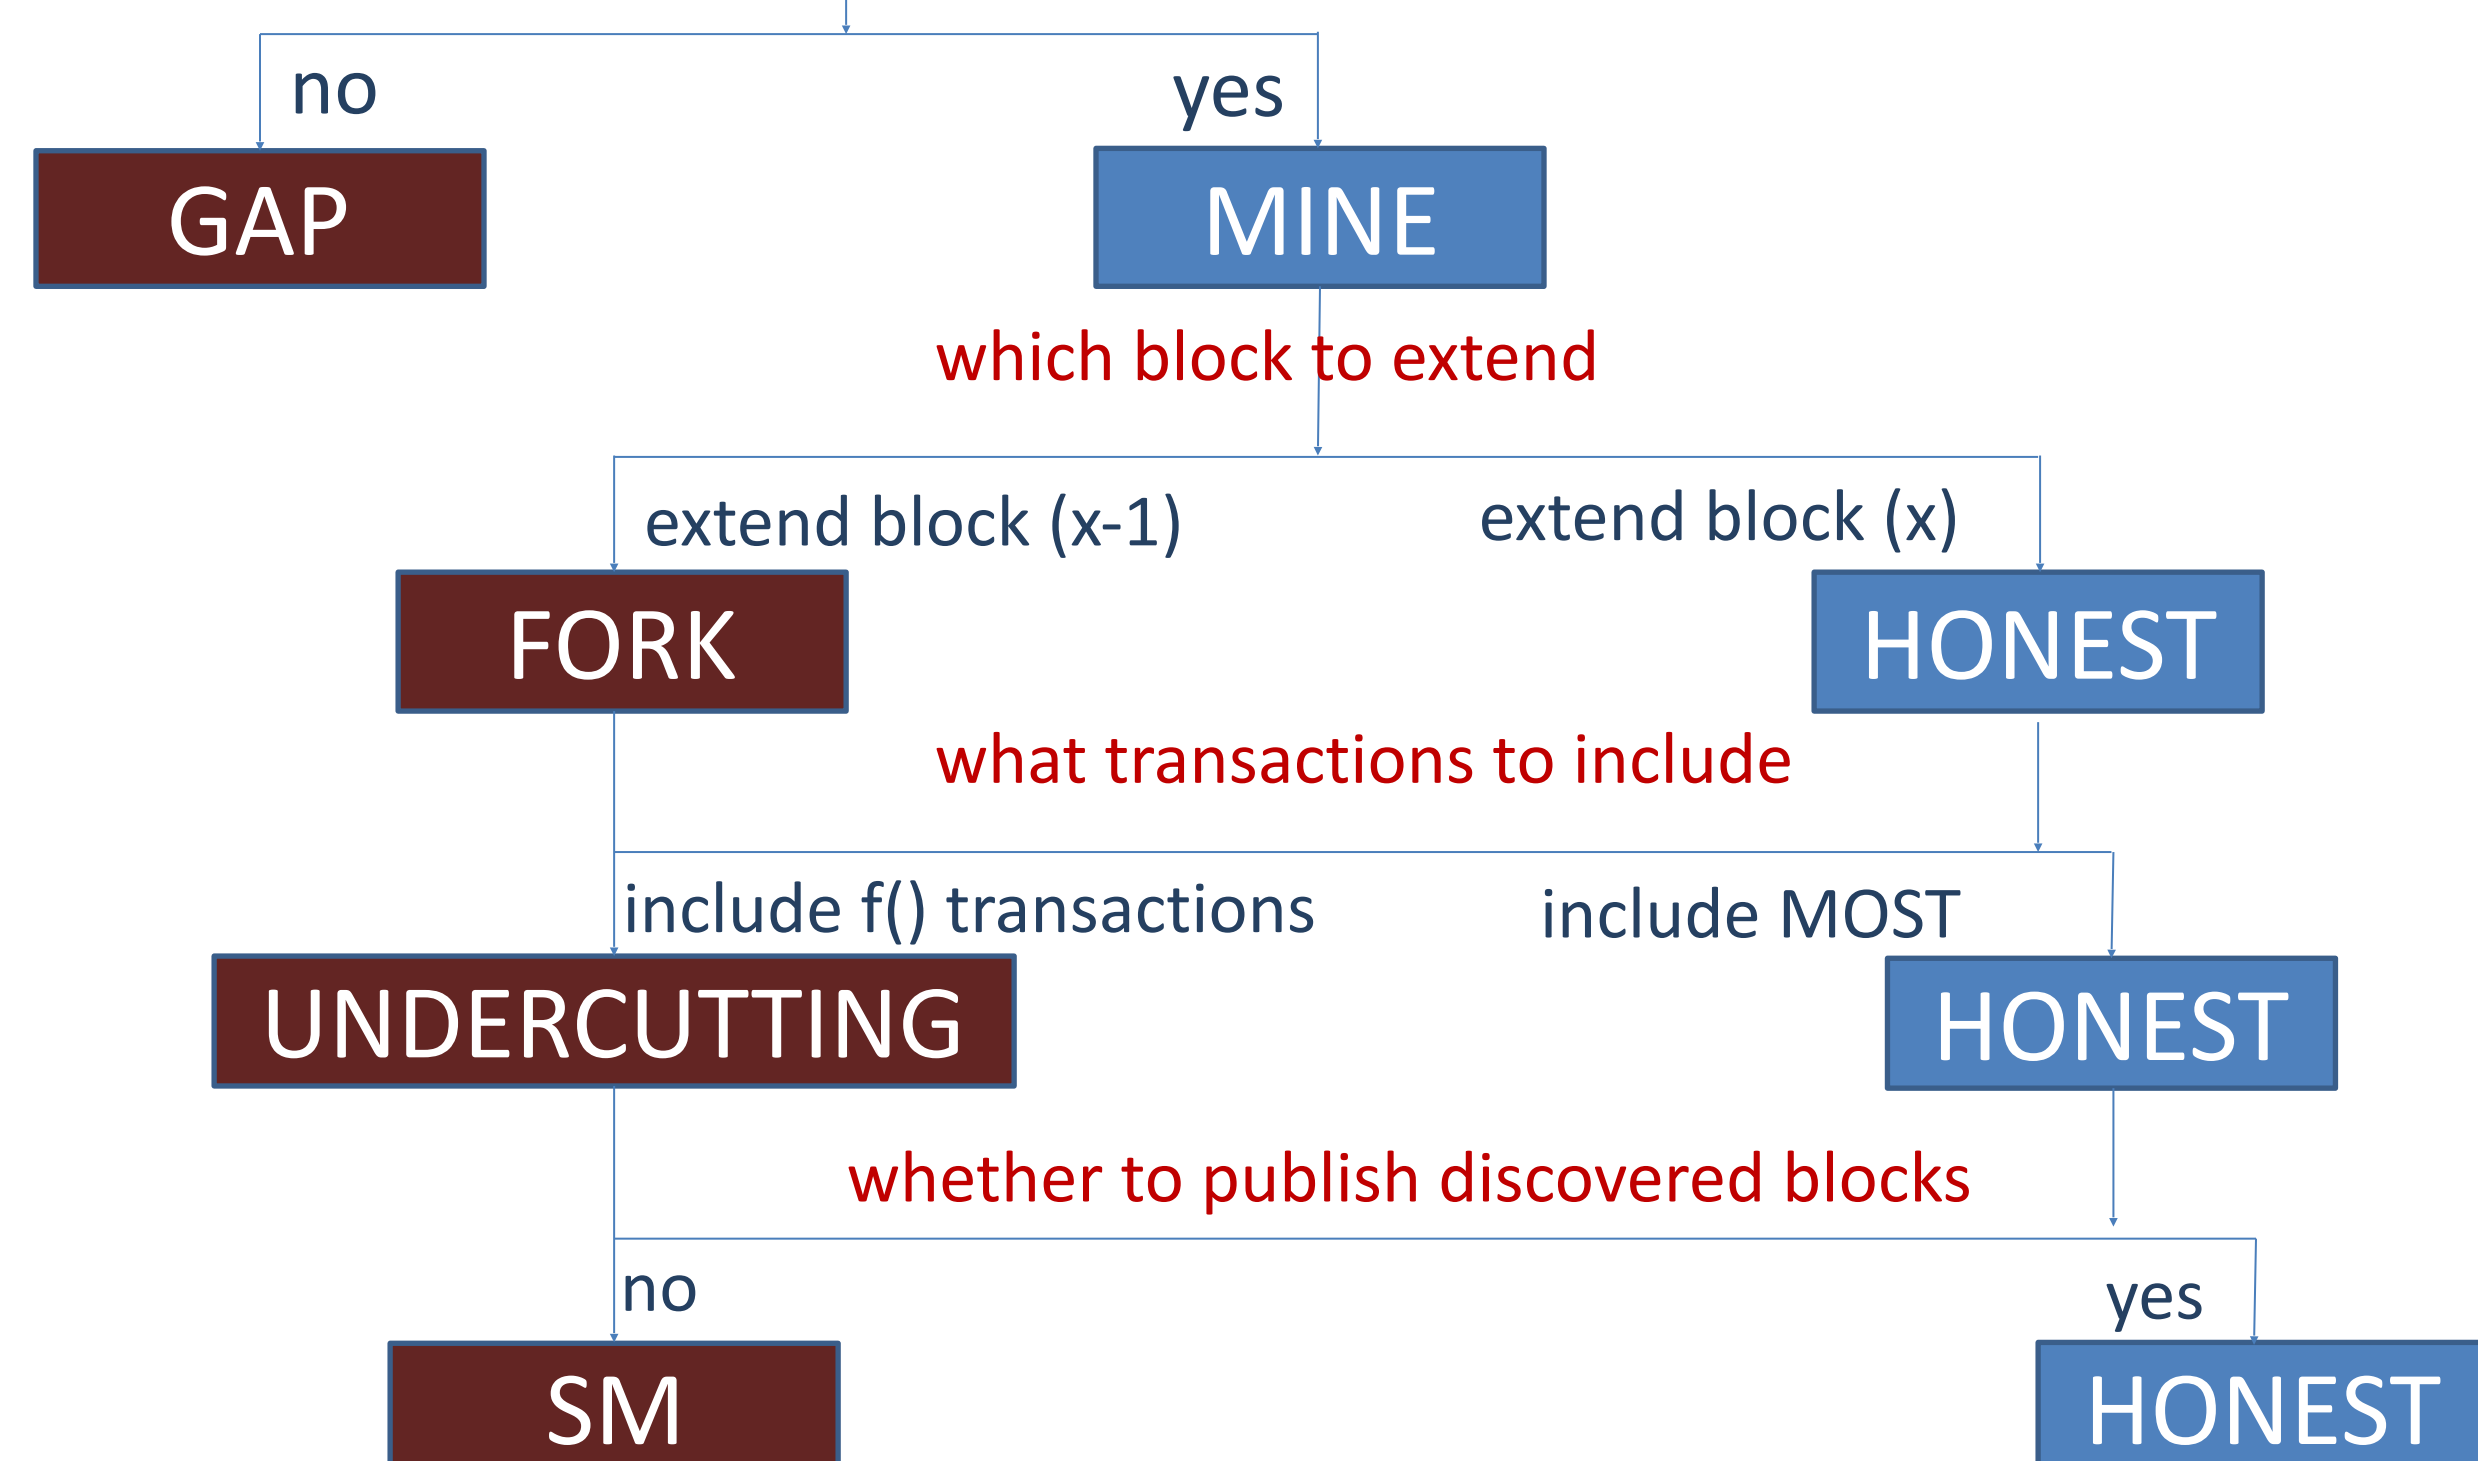 no
yes
GAP
MINE
which block to extend
extend block (x-1)
extend block (x)
FORK
HONEST
what transactions to include
include f() transactions
include MOST
UNDERCUTTING
HONEST
whether to publish discovered blocks
no
yes
SM
HONEST